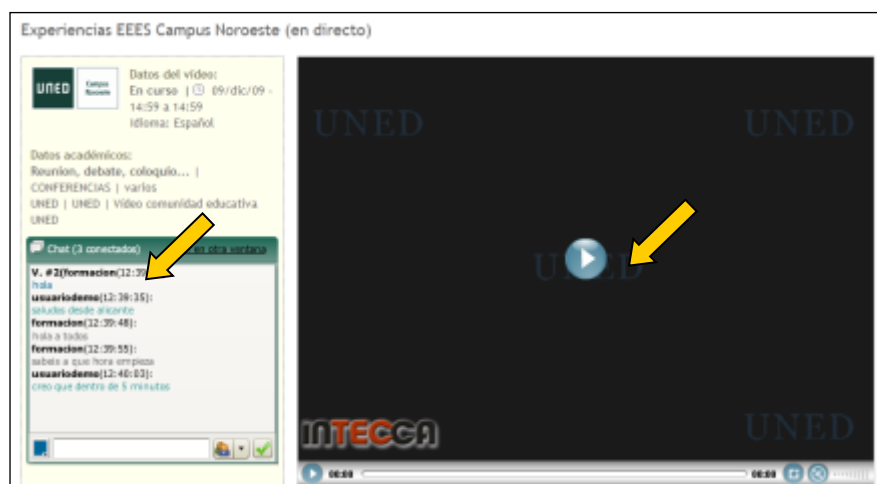 Experiencias EEES Campus Noroeste (en directo)
UNED
Campus
Noroeste
Datos del vídeo:
En curso | 09/dic/09 -
14:59 a 14:59
Idioma: Español
Datos académicos:
Reunion, debate, coloquio... |
CONFERENCIAS | varios
UNED | UNED | Vídeo comunidad educativa
UNED
Chat (3 conectados) en otra ventana
V. #2(formacion(12:39
hola
usuariodemo(12:39:35):
saludos desde alicante
formacion(12:39:48):
hola a todos
formacion(12:39:55):
sabeis a que hora empieza
usuariodemo(12:40:03):
creo que dentro de 5 minutos
UNED
UNED
UNED
INTECCA
UNED
00:00
00:00